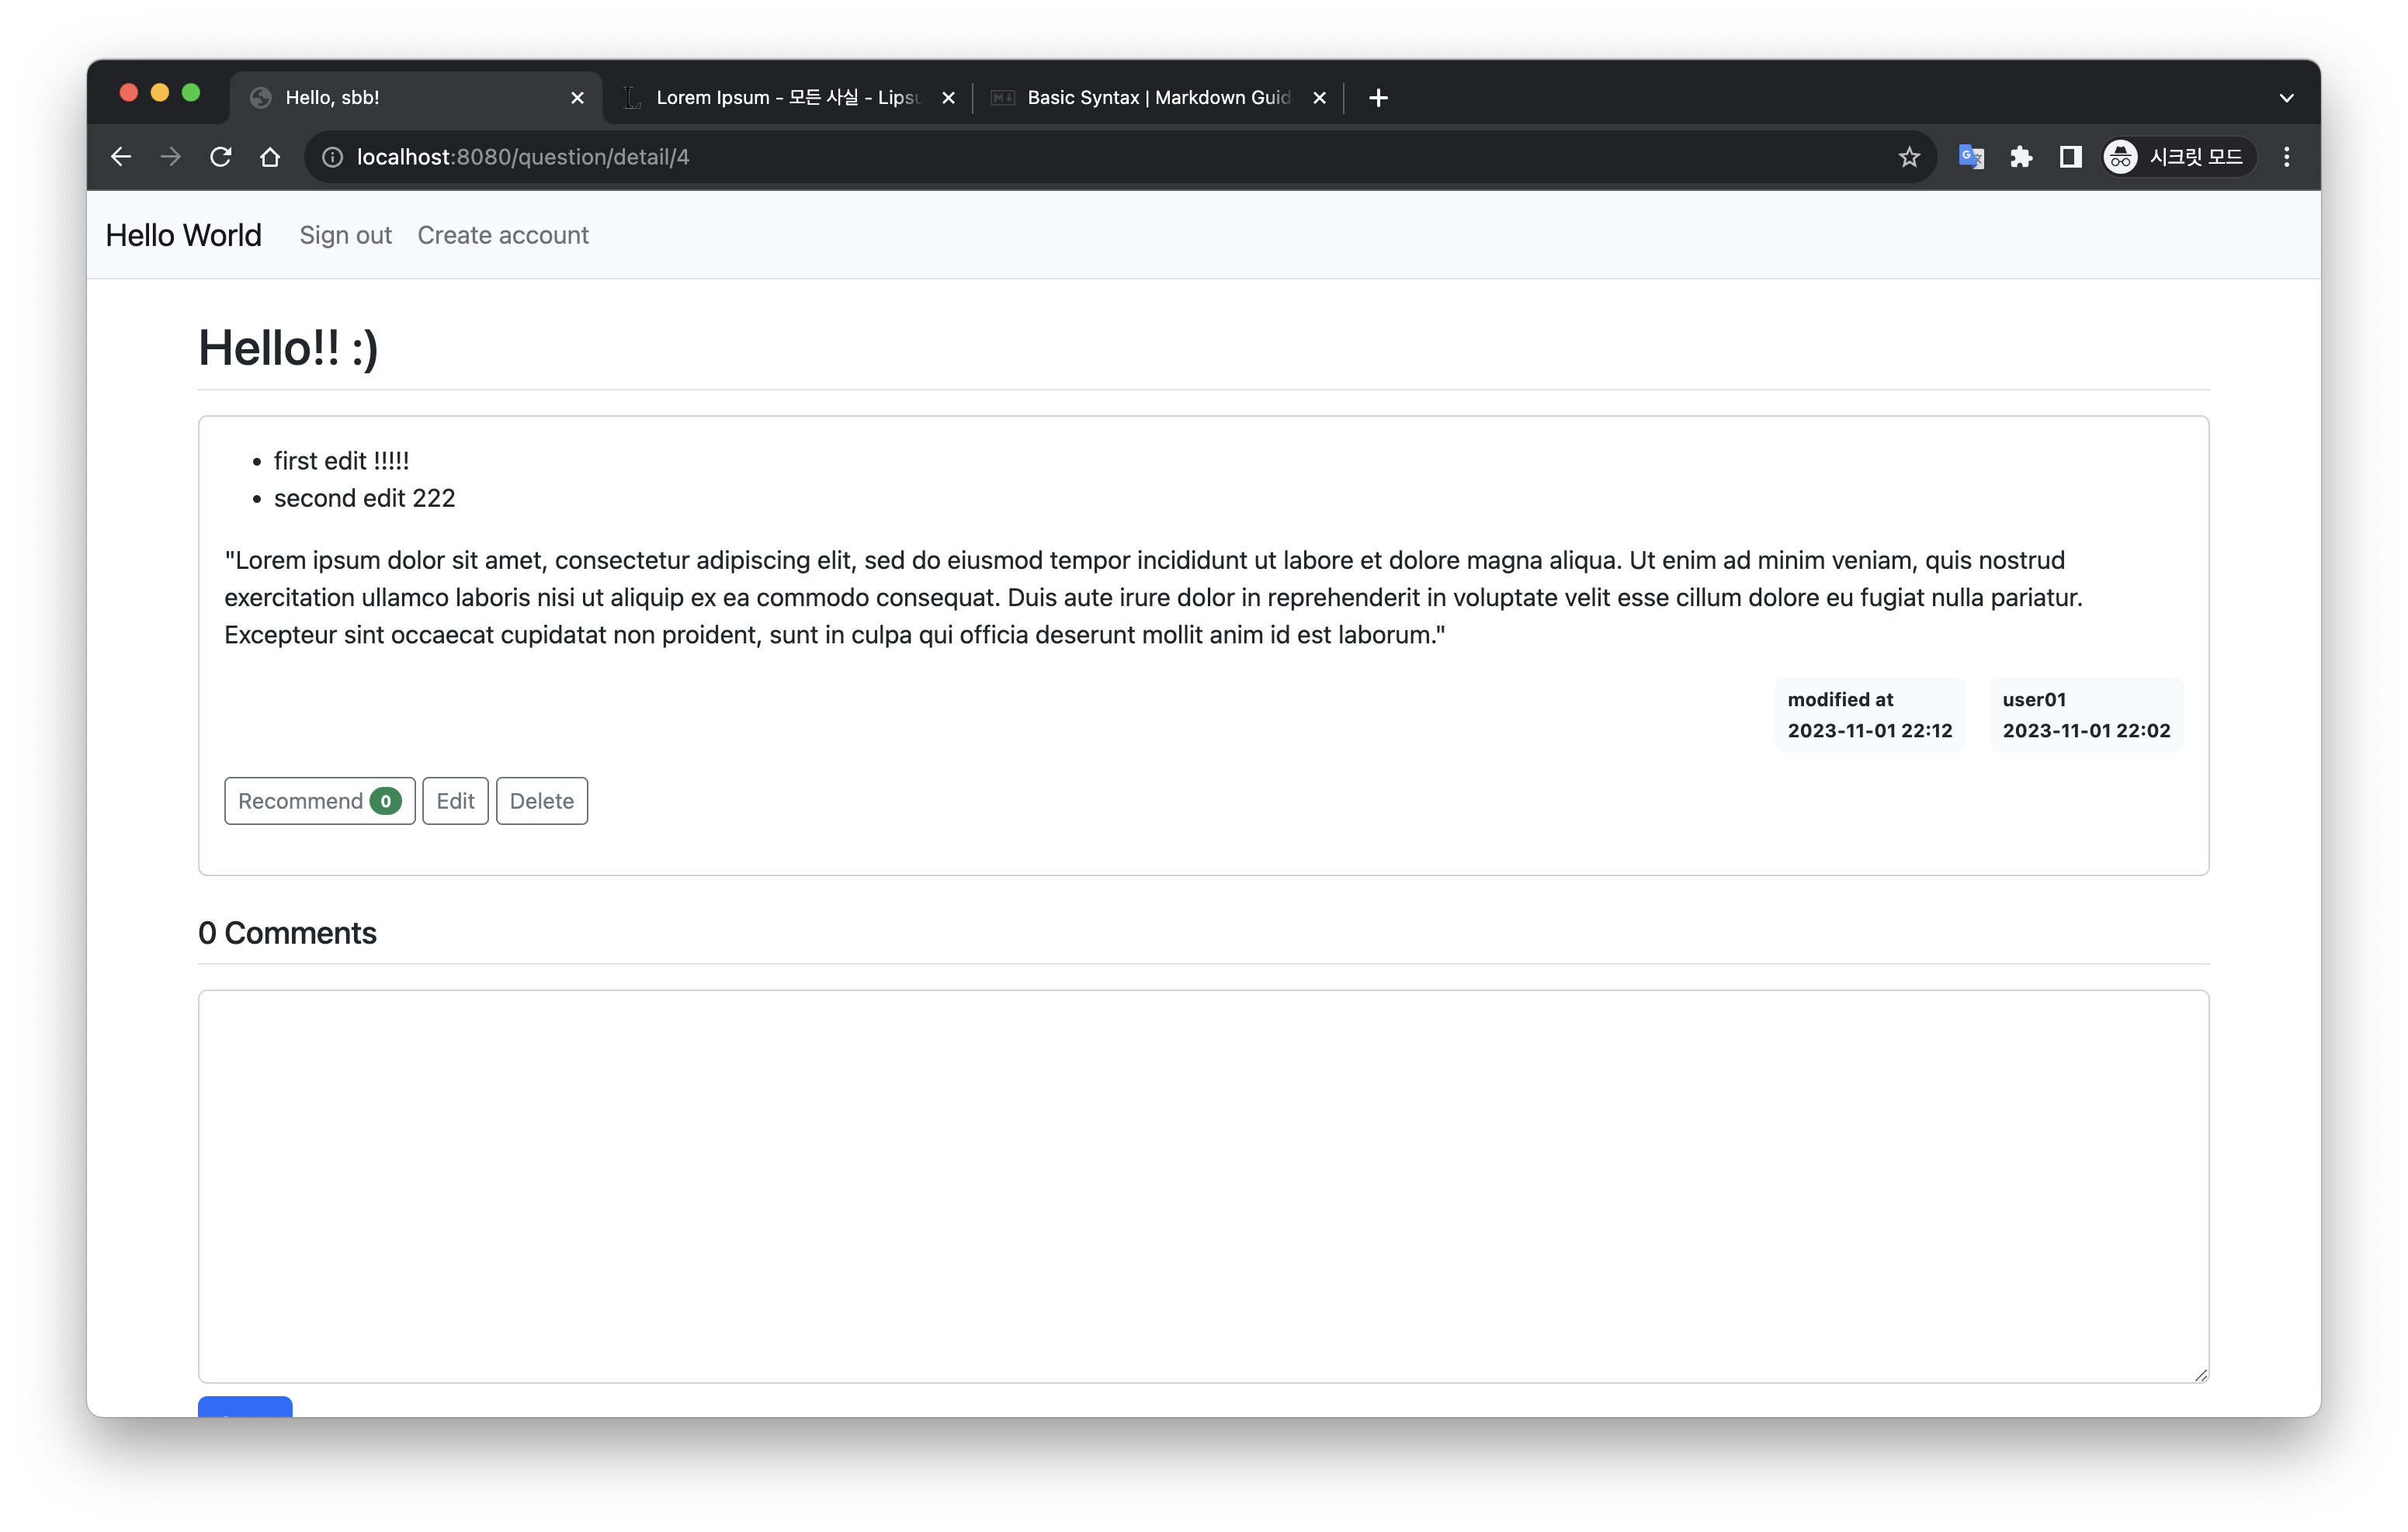 Hello, sbb!
Lorem Ipsum - 모든 사실 - Lips
Basic Syntax | Markdown Guid
localhost:8080/question/detail/4
시크릿 모드
Hello World Sign out Create account
Hello!! :)
• first edit !!!!!
• second edit 222
"Lorem ipsum dolor sit amet, consectetur adipiscing elit, sed do eiusmod tempor incididunt ut labore et dolore magna aliqua. Ut enim ad minim veniam, quis nostrud
exercitation ullamco laboris nisi ut aliquip ex ea commodo consequat. Duis aute irure dolor in reprehenderit in voluptate velit esse cillum dolore eu fugiat nulla pariatur.
Excepteur sint occaecat cupidatat non proident, sunt in culpa qui officia deserunt mollit anim id est laborum."
modified at
2023-11-01 22:12
user01
2023-11-01 22:02
Recommend 0
Edit
Delete
0 Comments